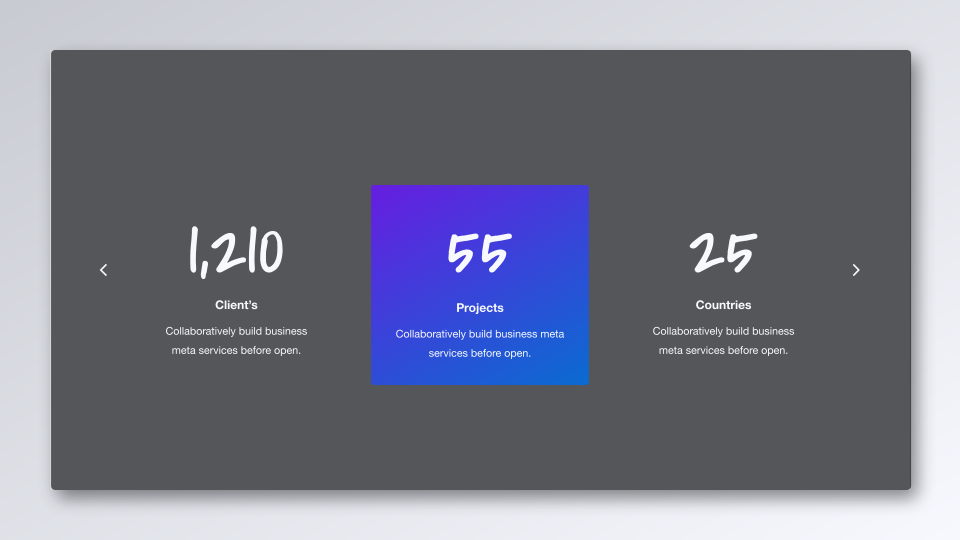 1,210
Client's
Collaboratively build business
meta services before open.
55
Projects
Collaboratively build business meta
services before open.
25
Countries
Collaboratively build business
meta services before open.